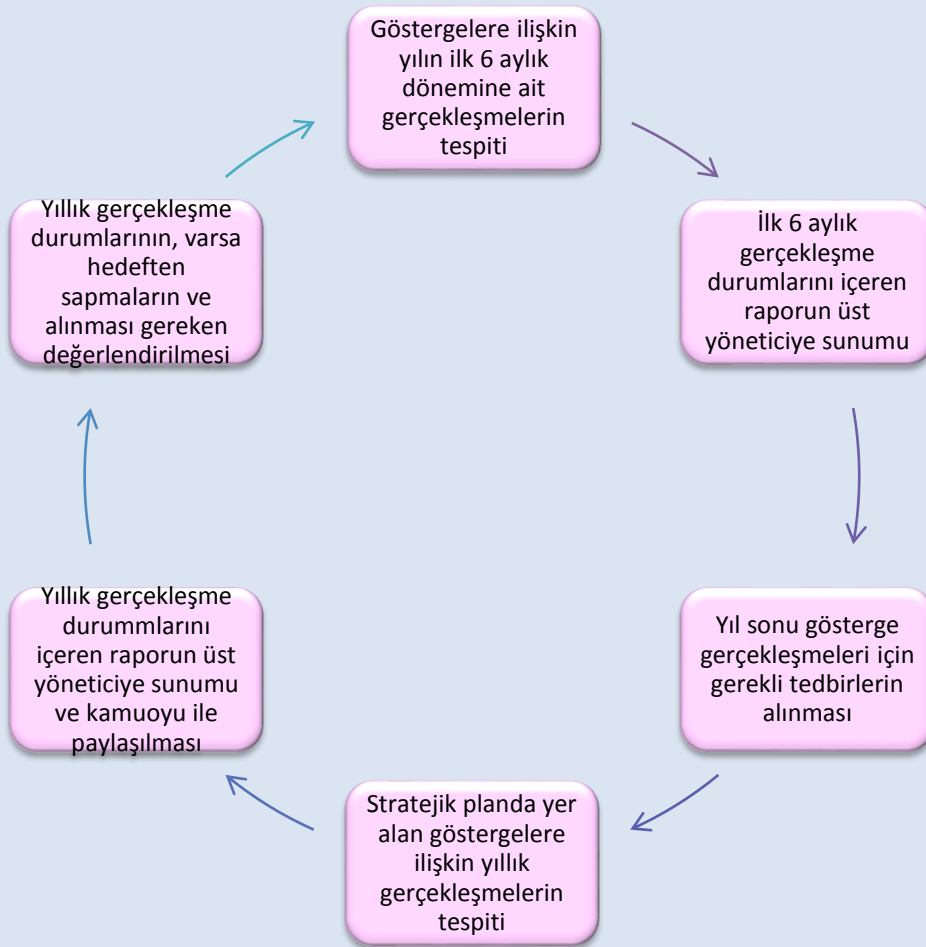 Göstergelere ilişkin
yılın ilk 6 aylık
dönemine ait
gerçekleşmelerin
tespiti
İlk 6 aylık
gerçekleşme
durumlarını içeren
raporun üst
yöneticiye sunumu
Yıl sonu gösterge
gerçekleşmeleri için
gerekli tedbirlerin
alınması
Stratejik planda yer
alan göstergelere
ilişkin yıllık
gerçekleşmelerin
tespiti
Yıllık gerçekleşme
durummlarını
içeren raporun üst
yöneticiye sunumu
ve kamuoyu ile
paylaşılması
Yıllık gerçekleşme
durumlarının, varsa
hedeften
sapmaların ve
alınması gereken
değerlendirilmesi